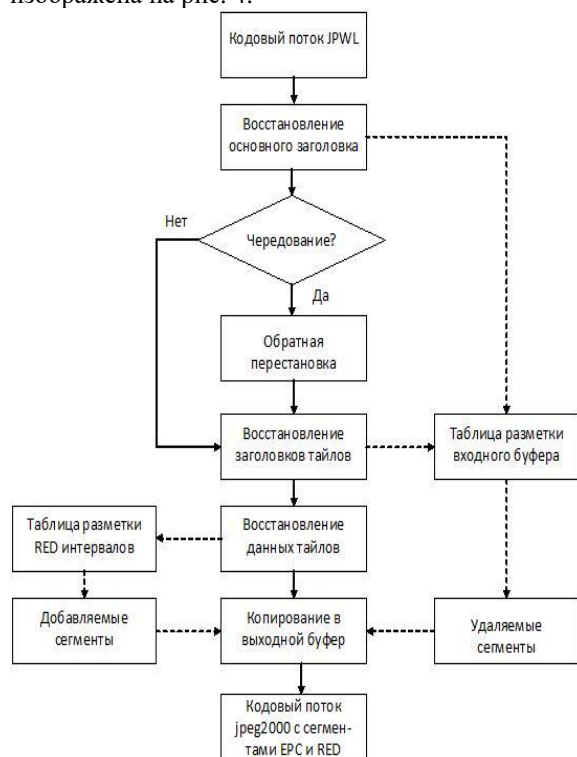 изображена на рис. 4.
Кодовый поток JPWL
Восстановление
основного заголовка
Нет
Чередование?
Да
Обратная
перестановка
Восстановление
заголовков тайлов
Таблица разметки
входного буфера
Таблица разметки
RED интервалов
Восстановление
данных тайлов
Добавляемые
сегменты
Копирование в
выходной буфер
Удаляемые
сегменты
Кодовый поток
jpeg2000 с сегмен-
тами EPC и RED